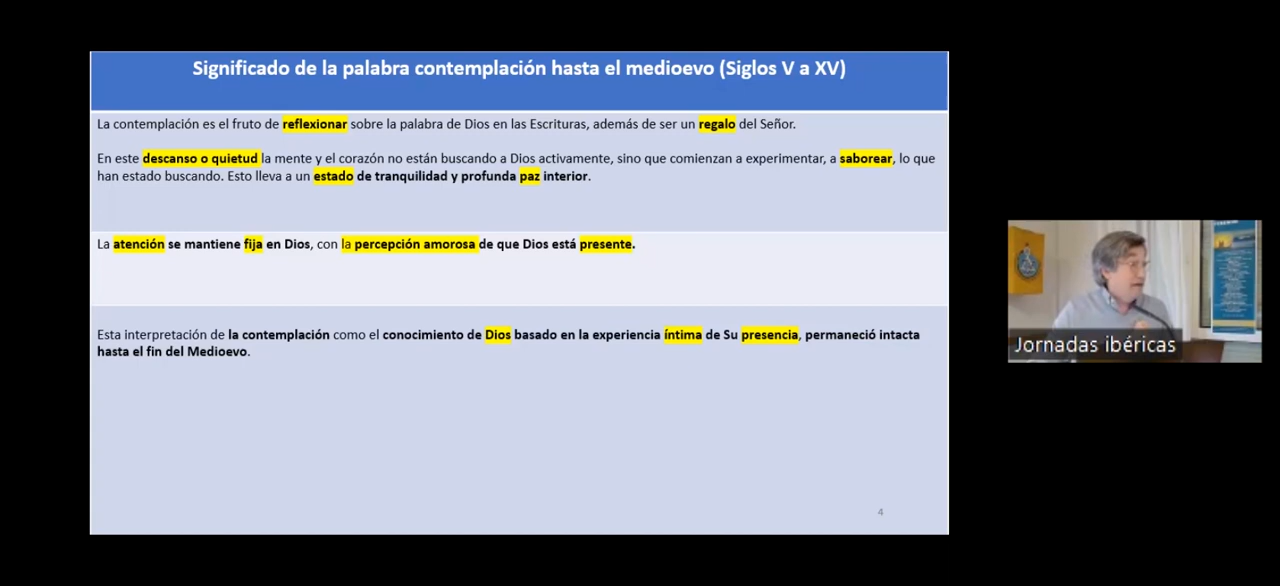 Significado de la palabra contemplación hasta el medioevo (Siglos V a XV)
La contemplación es el fruto de reflexionar sobre la palabra de Dios en las Escrituras, además de ser un regalo del Señor.
En este descanso o quietud la mente y el corazón no están buscando a Dios activamente, sino que comienzan a experimentar, a saborear, lo que
han estado buscando. Esto lleva a un estado de tranquilidad y profunda paz interior.
La atención se mantiene fija en Dios, con la percepción amorosa de que Dios está presente.
Esta interpretación de la contemplación como el conocimiento de Dios basado en la experiencia íntima de Su presencia, permaneció intacta
hasta el fin del Medioevo.
4
Jornadas ibéricas